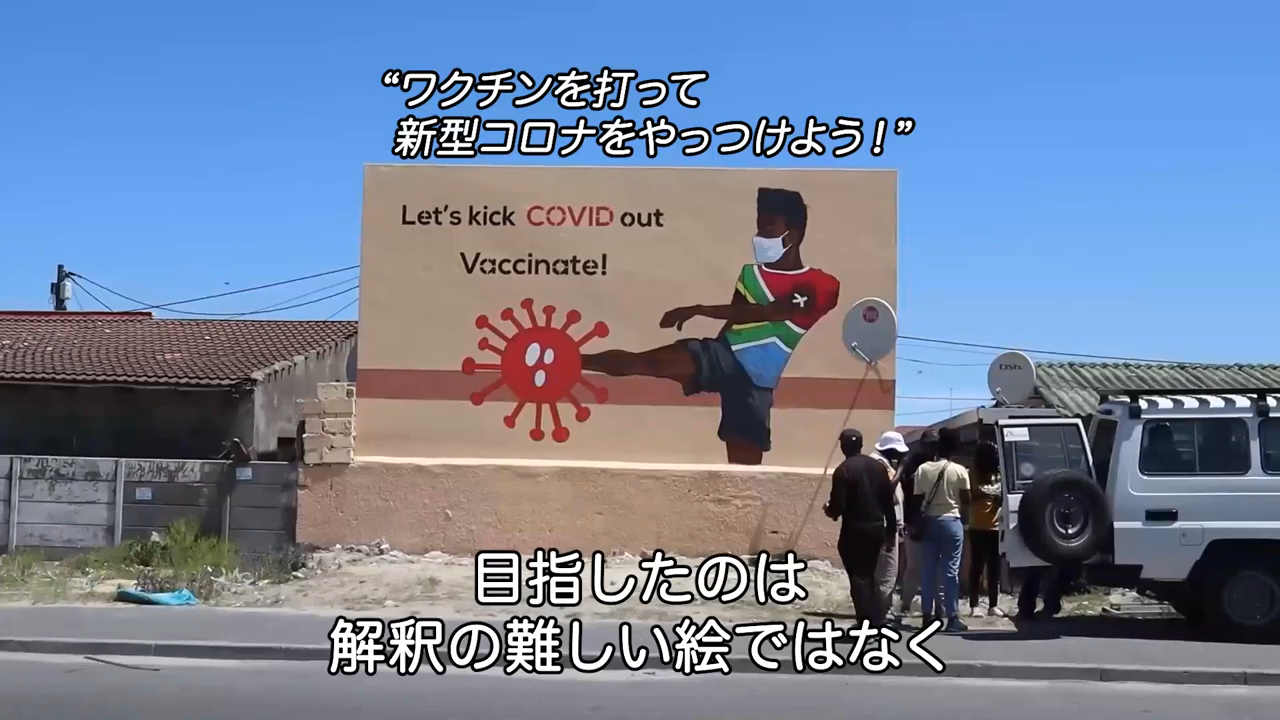 “ワクチンを打って
新型コロナをやっつけよう！”
Let's kick COVID out
Vaccinate!
DStv
目指したのは
解釈の難しい絵ではなく